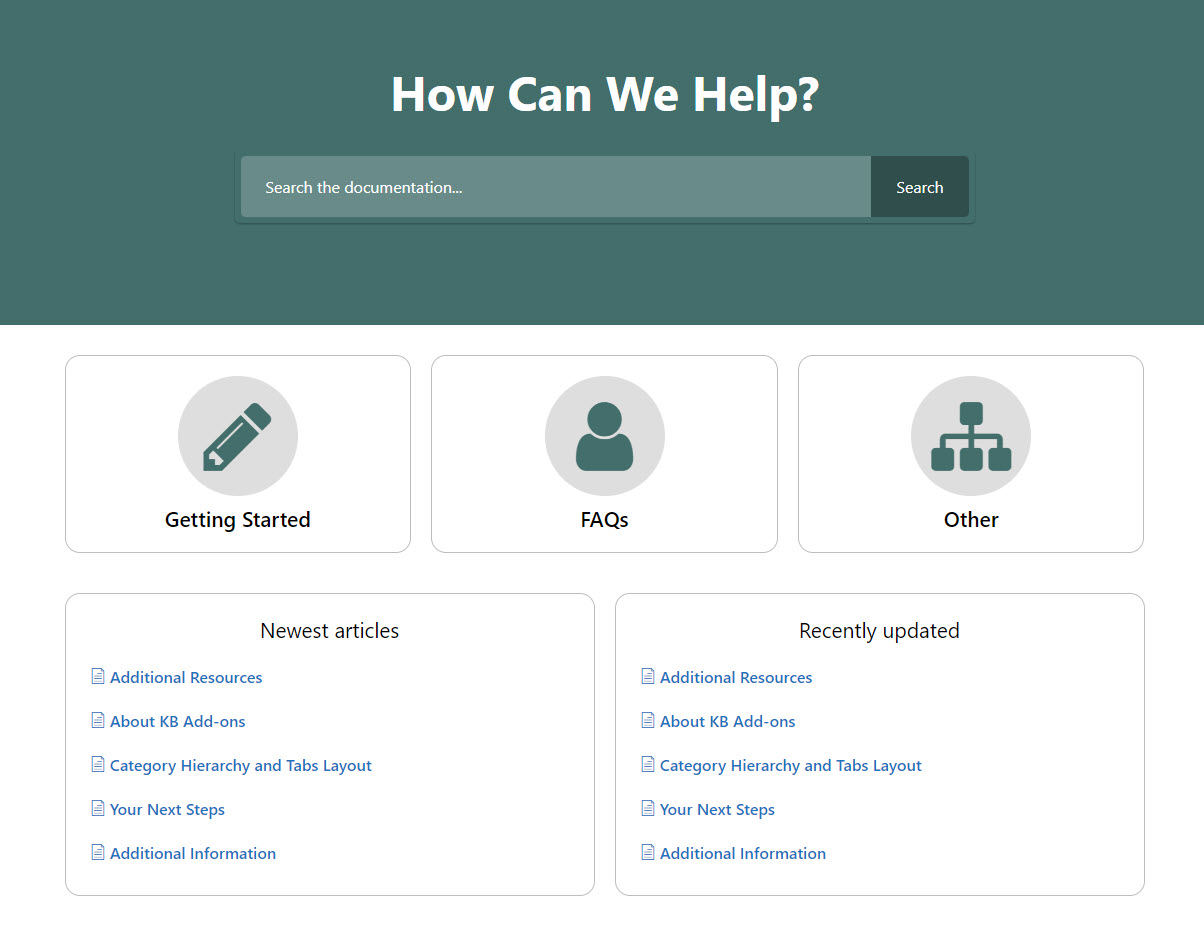 How Can We Help?
Search the documentation...
Search
Getting Started
FAQs
Other
Newest articles
Additional Resources
About KB Add-ons
Category Hierarchy and Tabs Layout
Your Next Steps
Additional Information
Recently updated
Additional Resources
About KB Add-ons
Category Hierarchy and Tabs Layout
Your Next Steps
Additional Information